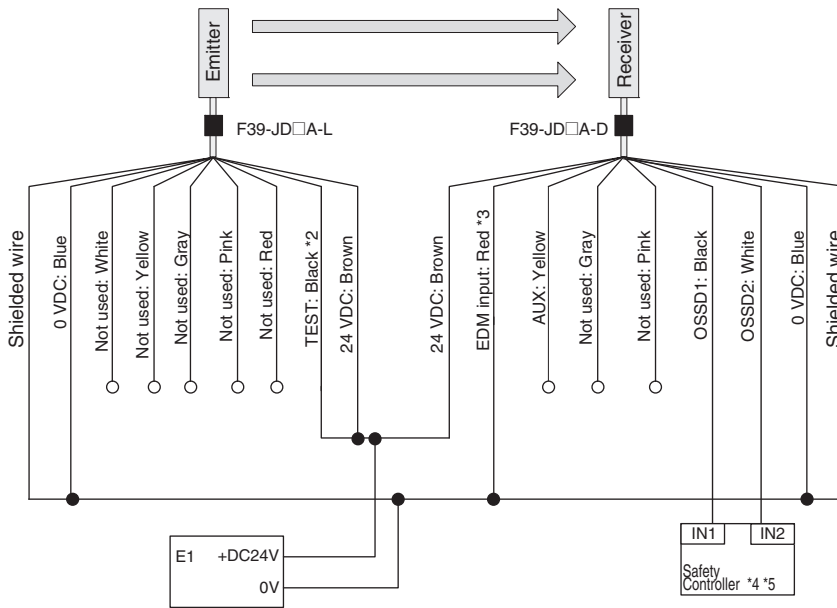 Emitter
Receiver
F39-JD□A-L
F39-JD□A-D
Shielded wire
0 VDC: Blue
Not used: White
Not used: Yellow
Not used: Gray
Not used: Pink
Not used: Red
TEST: Black *2
24 VDC: Brown
24 VDC: Brown
EDM input: Red *3
AUX: Yellow
Not used: Gray
Not used: Pink
OSSD1: Black
OSSD2: White
0 VDC: Blue
Shielded wire
E1 +DC24V
0V
IN1
IN2
Safety
Controller *4 *5